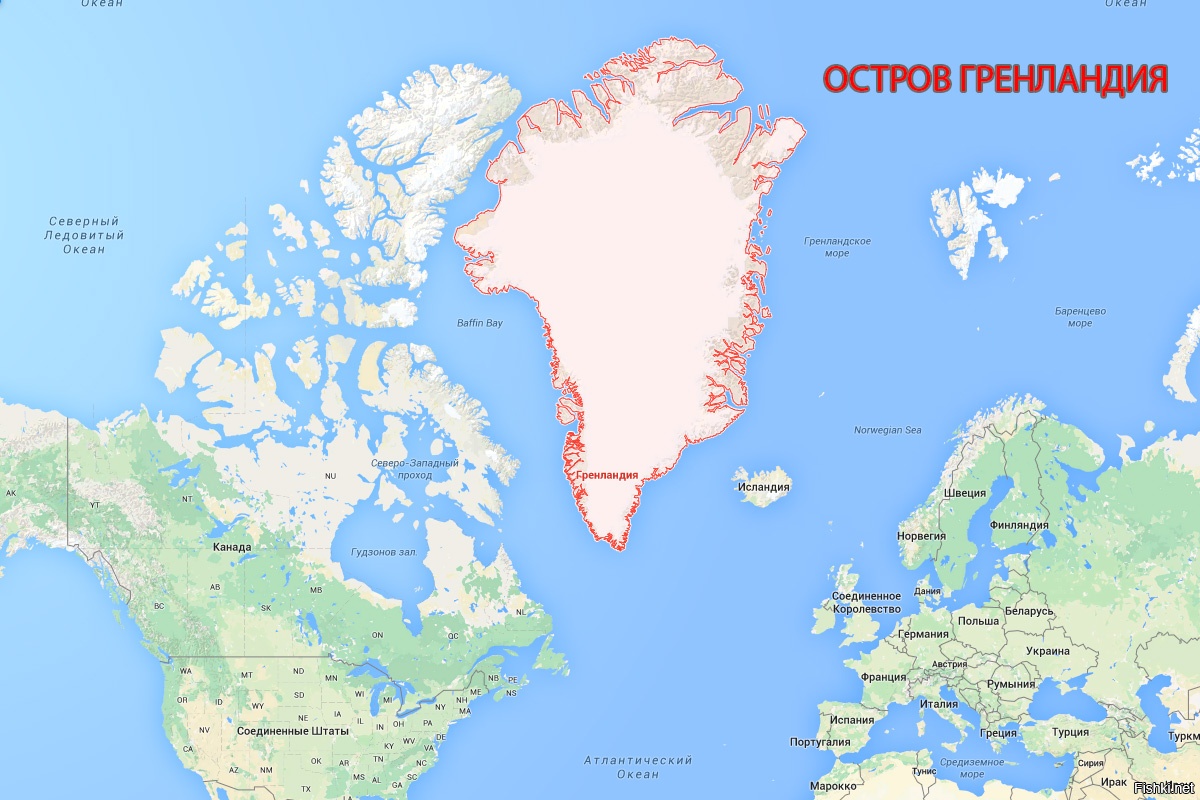 Океан
Океан
ОСТРОВ ГРЕНЛАНДИЯ
Северный
Ледовитый
Океан
Гренландское
море
Baffin Bay
Баренцево
море
Norwegian Sea
Северо-Западный
проход
NU
Гренландия
Исландия
AK
YT
NT
Швеция
Финляндия
Норвегия
Канада
Гудзонов зал.
AB
MB
SK
BC
NL
ON
QC
Дания
Соединенное
Королевство
Беларусь
Польша
Германия
Украина
Австрия
Франция
Румыния
WA
MT
ND
MN
NB
PE
OR
ID
SD
WI
MI
NH
ME
NS
WY
NY
MA
NE
IA
IL
IN
OH
PA
NV
Соединенные Штаты
KY
WV
DE
CA
VA
AZ
NM
OK
AR
TN
NC
MS
AL
SC
TX
GA
Италия
Испания
Португалия
Греция
Турция
Туркм
Атлантический
Океан
Средиземное
море
Тунис
Сирия
Ирак
Марокко
Fishki.net